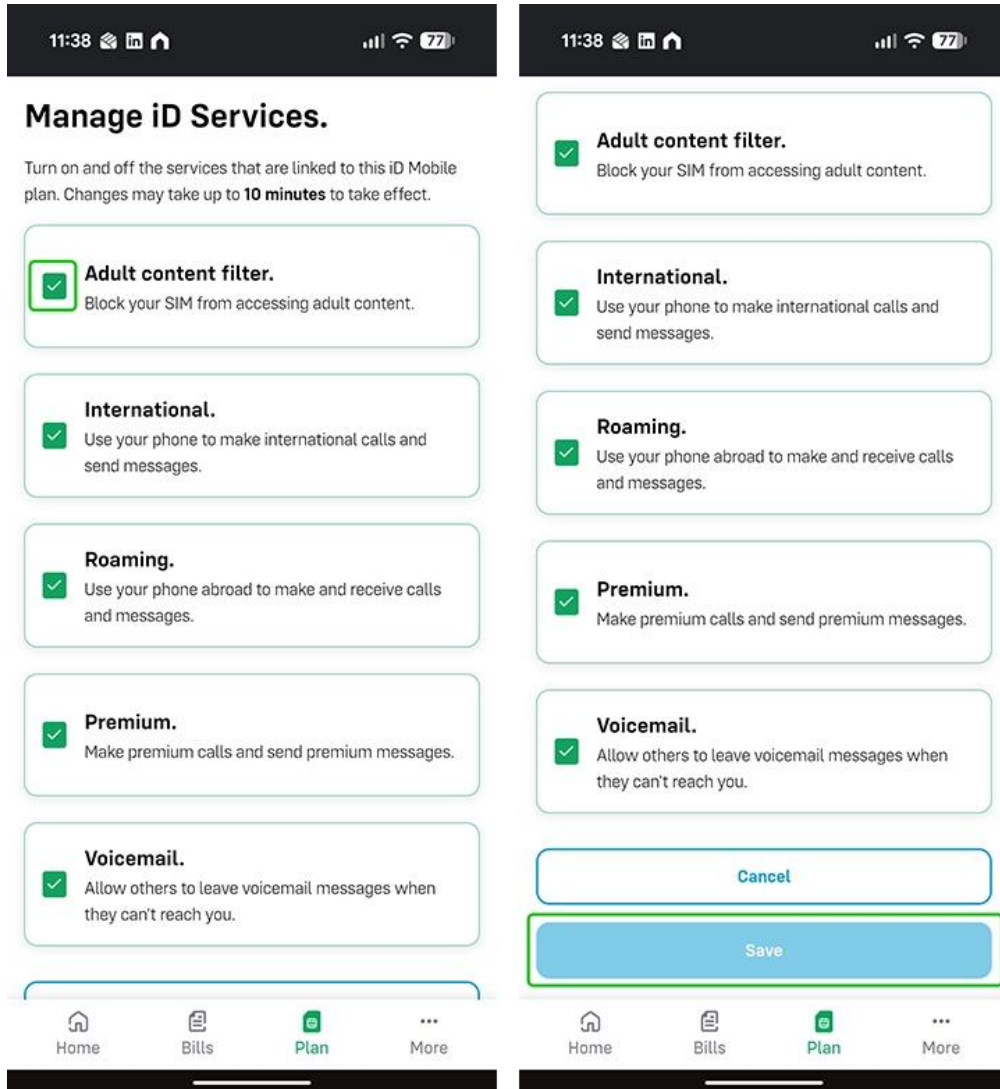 11:38
77
Manage iD Services.
Turn on and off the services that are linked to this iD Mobile
plan. Changes may take up to 10 minutes to take effect.
Adult content filter.
Block your SIM from accessing adult content.
International.
Use your phone to make international calls and
send messages.
Roaming.
Use your phone abroad to make and receive calls
and messages.
Premium.
Make premium calls and send premium messages.
Voicemail.
Allow others to leave voicemail messages when
they can't reach you.
Home
Bills
Plan
More
11:38
77
Adult content filter.
Block your SIM from accessing adult content.
International.
Use your phone to make international calls and
send messages.
Roaming.
Use your phone abroad to make and receive calls
and messages.
Premium.
Make premium calls and send premium messages.
Voicemail.
Allow others to leave voicemail messages when
they can't reach you.
Cancel
Save
Home
Bills
Plan
More